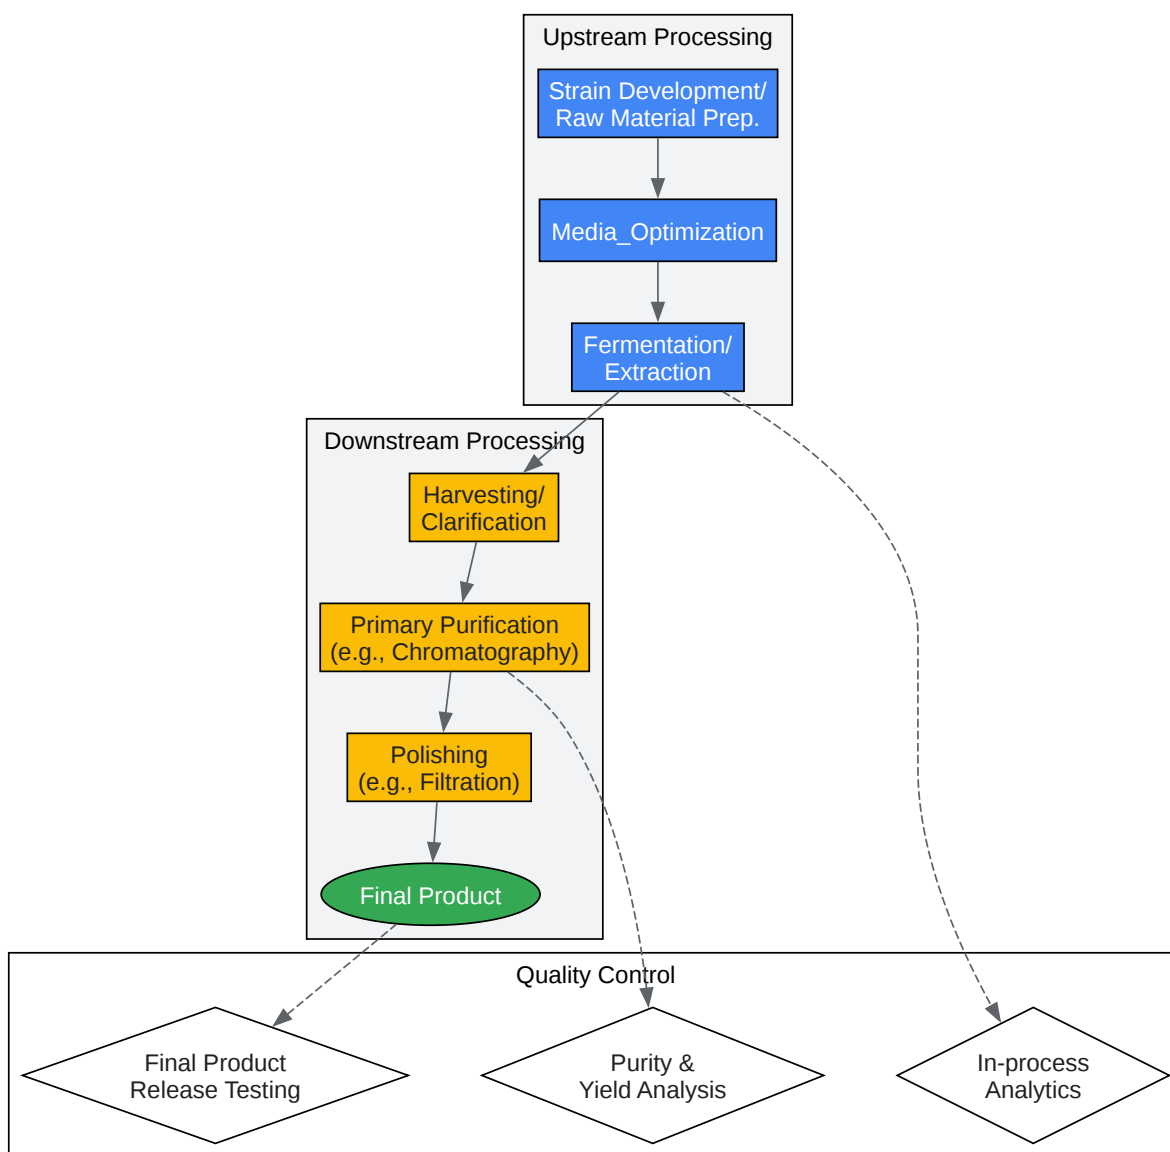 Upstream Processing
Strain Development/
Raw Material Prep.
Media_Optimization
Fermentation/
Extraction
Downstream Processing
Harvesting/
Clarification
Primary Purification
(e.g., Chromatography)
Polishing
(e.g., Filtration)
Final Product
Quality Control
Final Product
Release Testing
Purity &
Yield Analysis
In-process
Analytics